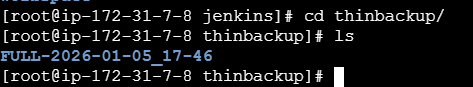 [root@ip-172-31-7-8 jenkins]# cd thinbackup/
[root@ip-172-31-7-8 thinbackup]# ls
FULL-2026-01-05_17-46
[root@ip-172-31-7-8 thinbackup]#